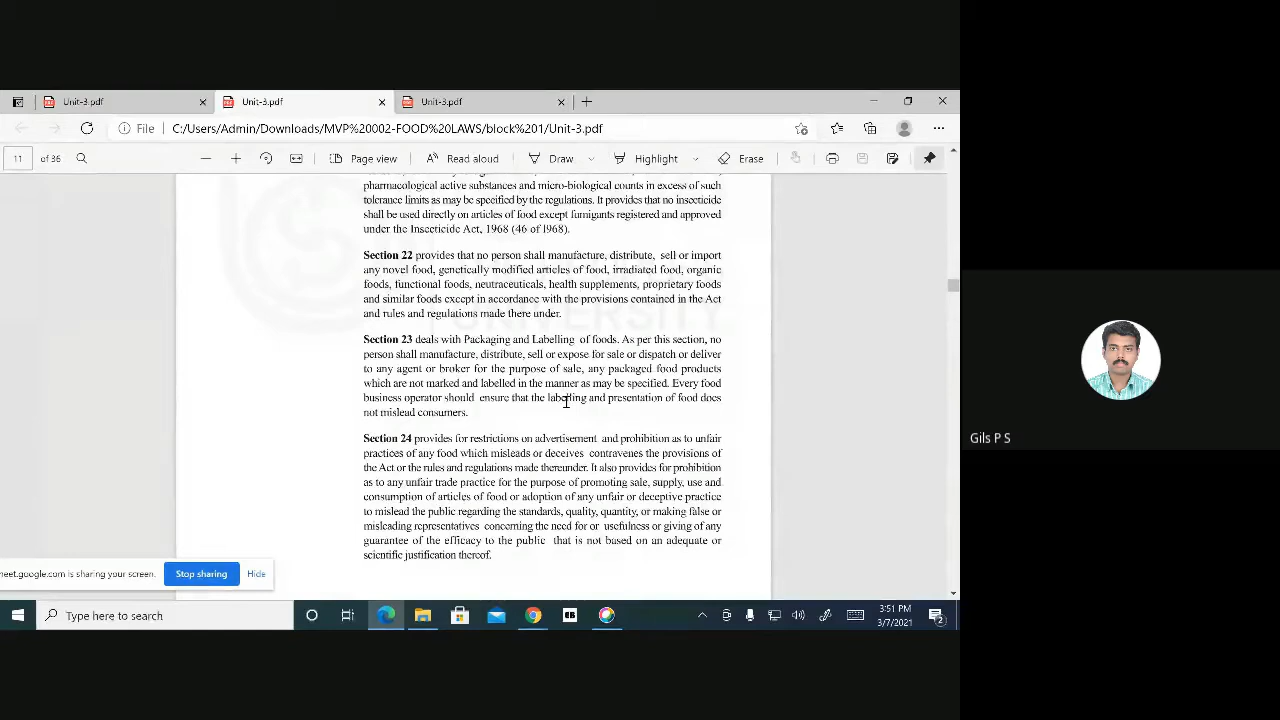 Unit-3.pdf
Unit-3.pdf
Unit-3.pdf
File
C:/Users/Admin/Downloads/MVP%20002-FOOD%20LAWS/block%201/Unit-3.pdf
11 of 36
Page view
Read aloud
Draw
Highlight
Erase
pharmacological active substances and micro-biological counts in excess of such
tolerance limits as may be specified by the regulations. It provides that no insecticide
shall be used directly on articles of food except fumigants registered and approved
under the Insecticide Act, 1968 (46 of l968).
Section 22 provides that no person shall manufacture, distribute, sell or import
any novel food, genetically modified articles of food, irradiated food, organic
foods, functional foods, neutraceuticals, health supplements, proprietary foods
and similar foods except in accordance with the provisions contained in the Act
and rules and regulations made there under.
Section 23 deals with Packaging and Labelling of foods. As per this section, no
person shall manufacture, distribute, sell or expose for sale or dispatch or deliver
to any agent or broker for the purpose of sale, any packaged food products
which are not marked and labelled in the manner as may be specified. Every food
business operator should ensure that the labelling and presentation of food does
not mislead consumers.
Section 24 provides for restrictions on advertisement and prohibition as to unfair
practices of any food which misleads or deceives contravenes the provisions of
the Act or the rules and regulations made thereunder. It also provides for prohibition
as to any unfair trade practice for the purpose of promoting sale, supply, use and
consumption of articles of food or adoption of any unfair or deceptive practice
to mislead the public regarding the standards, quality, quantity, or making false or
misleading representatives concerning the need for or usefulness or giving of any
guarantee of the efficacy to the public that is not based on an adequate or
scientific justification thereof.
UNIVERSITY
Gils P S
meet.google.com is sharing your screen.
Stop sharing
Hide
Type here to search
3:51 PM
3/7/2021
2